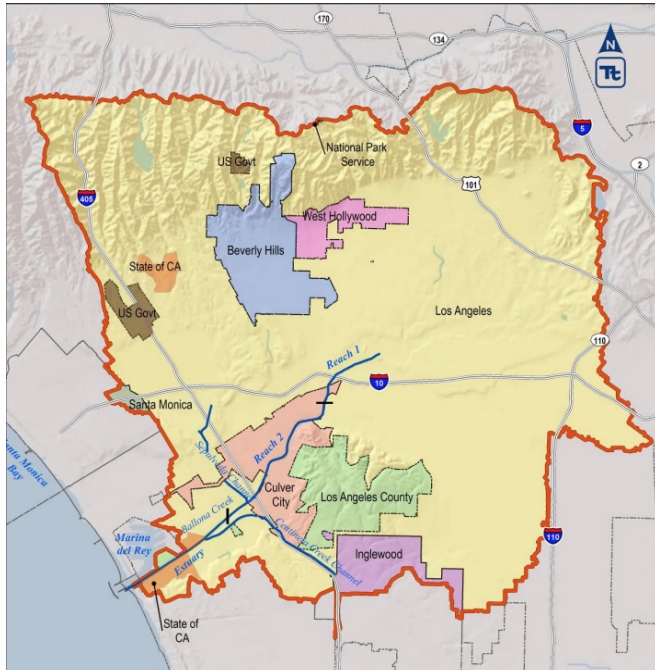 170
134
N
Tt
5
National Park
Service
2
US Govt
101
405
West Hollywood
Beverly Hills
State of CA
Los Angeles
US Govt
110
Reach 1
10
Santa Monica
Reach 2
Santa Monica
Bay
Sepulveda Channel
Culver
City
Los Angeles County
Ballona Creek
Marina
del Rey
Centinela Creek Channel
110
Estuary
Inglewood
State of
CA